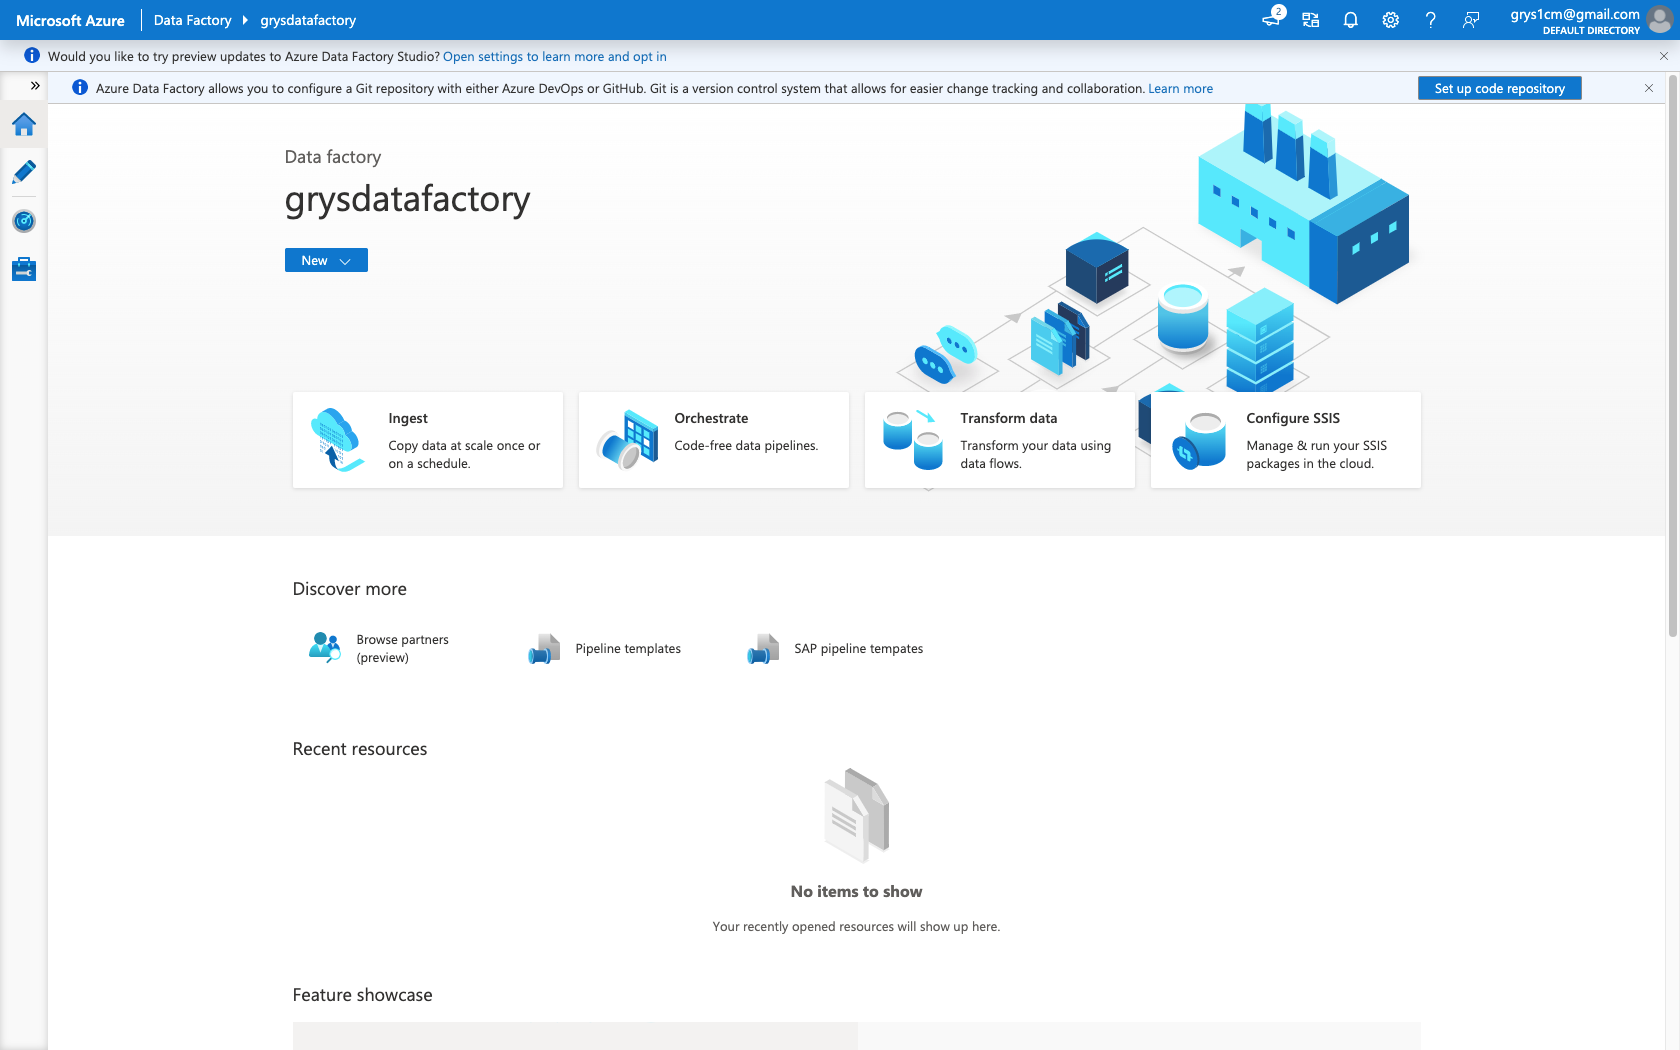 Microsoft Azure
Data Factory
grysdatafactory
2
?
grys1cm@gmail.com
DEFAULT DIRECTORY
Would you like to try preview updates to Azure Data Factory Studio? Open settings to learn more and opt in
Azure Data Factory allows you to configure a Git repository with either Azure DevOps or GitHub. Git is a version control system that allows for easier change tracking and collaboration. Learn more
Set up code repository
Data factory
grysdatafactory
New
Ingest
Copy data at scale once or
on a schedule.
Orchestrate
Code-free data pipelines.
Transform data
Transform your data using
data flows.
Configure SSIS
Manage & run your SSIS
packages in the cloud.
Discover more
Browse partners
(preview)
Pipeline templates
SAP pipeline tempates
Recent resources
No items to show
Your recently opened resources will show up here.
Feature showcase